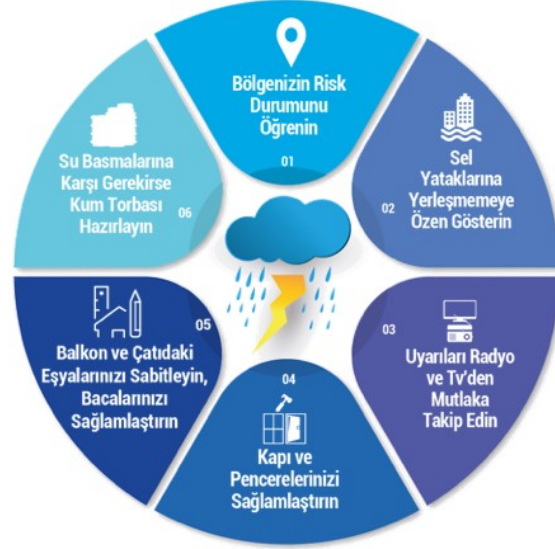 Bölgenizin Risk
Durumunu
Öğrenin
01
Sel
Yataklarına
Yerleşmemeye
Özen Gösterin
02
03
Uyarıları Radyo
ve Tv'den
Mutlaka
Takip Edin
04
Kapı ve
Pencerelerinizi
Sağlamlaştırın
05
Balkon ve Çatıdaki
Eşyalarınızı Sabitleyin,
Bacalarınızı
Sağlamlaştırın
Su Basmalarına
Karşı Gerekirse
Kum Torbası
Hazırlayın
06